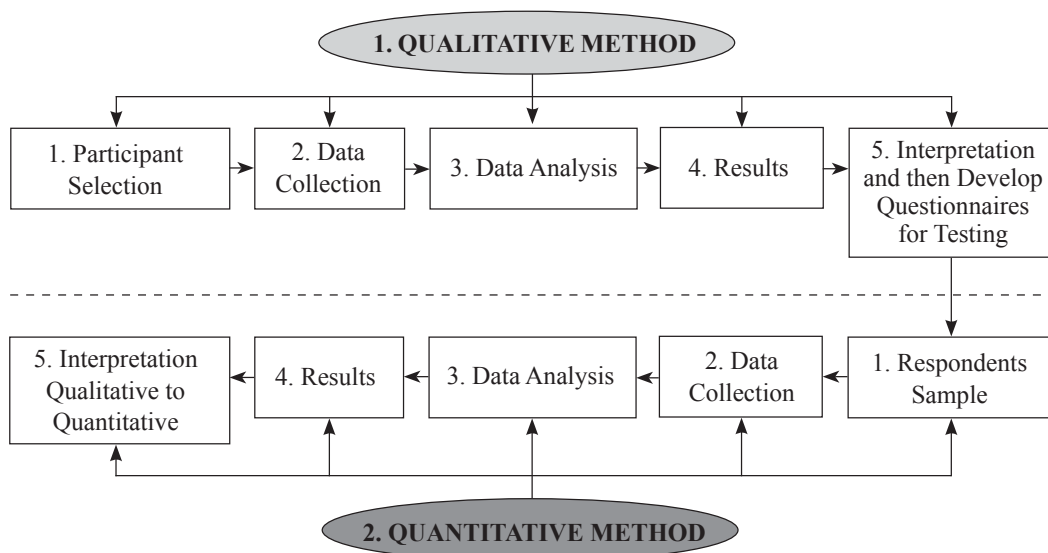 1. QUALITATIVE METHOD
1. Participant
Selection
2. Data
Collection
3. Data Analysis
4. Results
5. Interpretation
and then Develop
Questionnaires
for Testing
5. Interpretation
Qualitative to
Quantitative
4. Results
3. Data Analysis
2. Data
Collection
1. Respondents
Sample
2. QUANTITATIVE METHOD